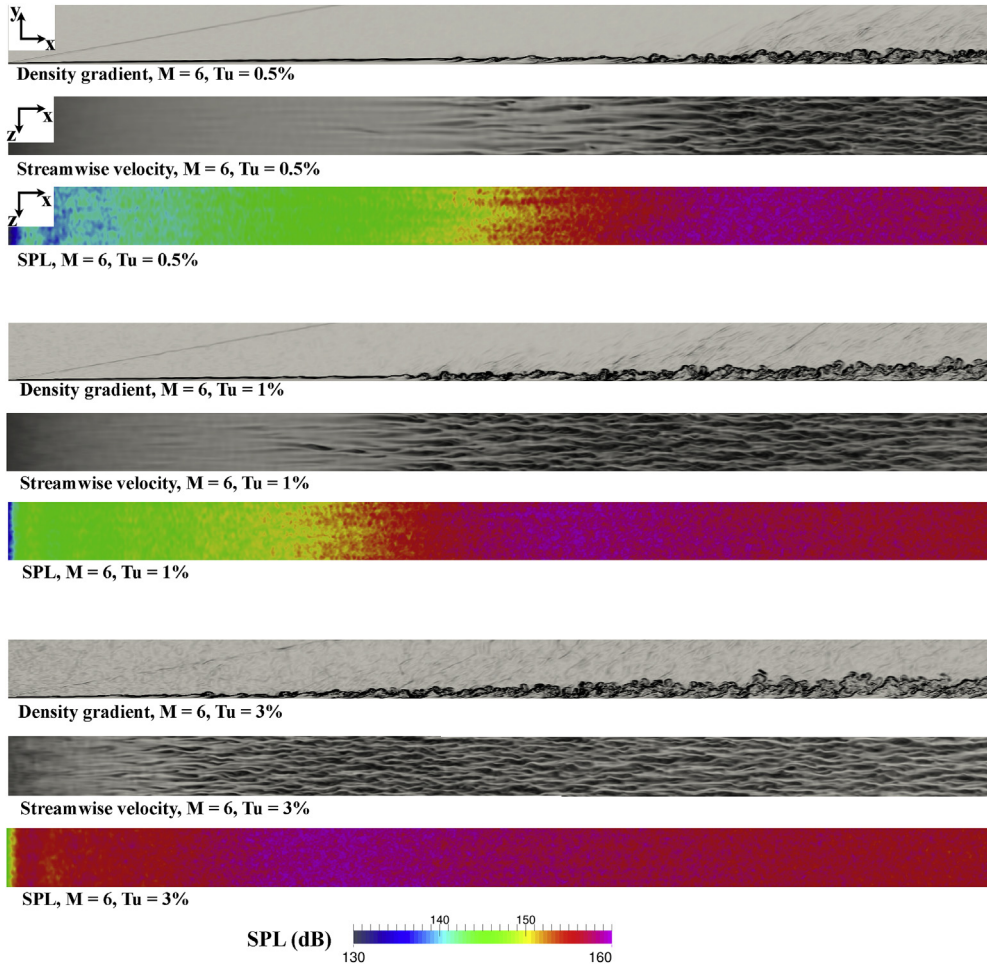 y
x
Density gradient, M = 6, Tu = 0.5%
x
z
Streamwise velocity, M = 6, Tu = 0.5%
x
z
SPL, M = 6, Tu = 0.5%
Density gradient, M = 6, Tu = 1%
Streamwise velocity, M = 6, Tu = 1%
SPL, M = 6, Tu = 1%
Density gradient, M = 6, Tu = 3%
Streamwise velocity, M = 6, Tu = 3%
SPL, M = 6, Tu = 3%
140 150
SPL (dB)
130 160